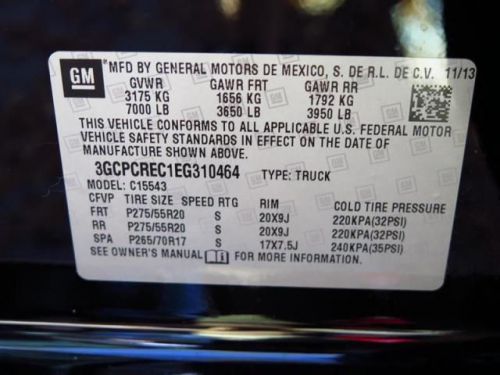 GM MFD BY GENERAL MOTORS DE MEXICO, S. DE R.L. DE C.V. 11/13
GVWR GAWR FRT GAWR RR
3175 KG 1656 KG 1792 KG
7000 LB 3650 LB 3950 LB
THIS VEHICLE CONFORMS TO ALL APPLICABLE U.S. FEDERAL MOTOR
VEHICLE SAFETY STANDARDS IN EFFECT ON THE DATE OF
MANUFACTURE SHOWN ABOVE.
3GCPCREC1EG310464 TYPE: TRUCK
MODEL: C15543
CFVP TIRE SIZE SPEED RTG RIM COLD TIRE PRESSURE
FRT P275/55R20 S 20X9J 220KPA(32PSI)
RR P275/55R20 S 20X9J 220KPA(32PSI)
SPA P265/70R17 S 17X7.5J 240KPA(35PSI)
SEE OWNER'S MANUAL FOR MORE INFORMATION.